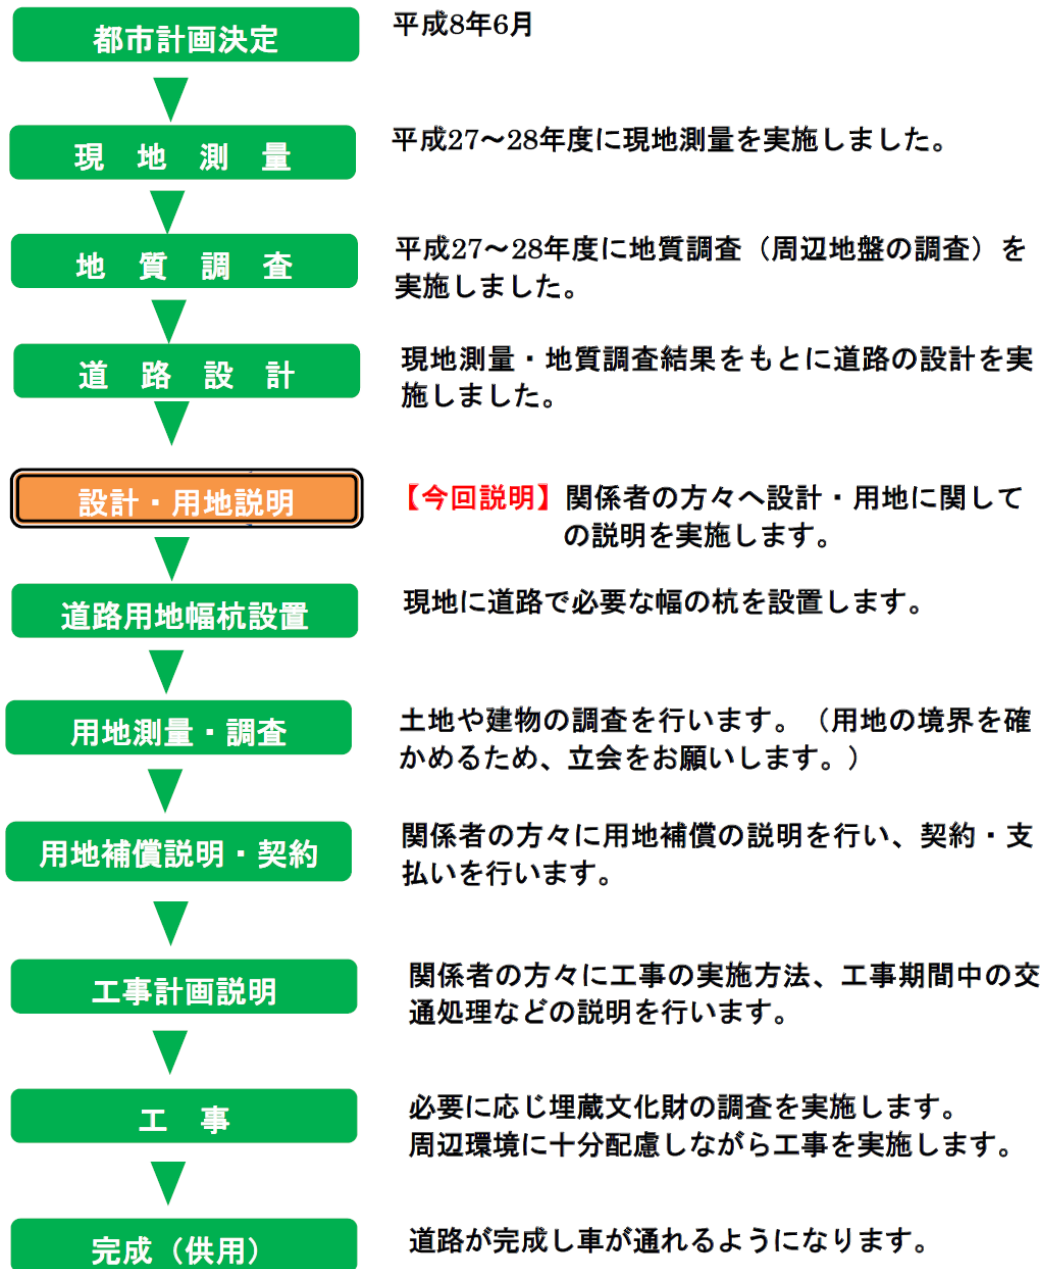 都市計画決定
平成8年6月
現地測量
平成27～28年度に現地測量を実施しました。
地質調査
平成27～28年度に地質調査（周辺地盤の調査）を
実施しました。
道路設計
現地測量・地質調査結果をもとに道路の設計を実
施しました。
設計・用地説明
【今回説明】関係者の方々へ設計・用地に関して
の説明を実施します。
道路用地幅杭設置
現地に道路で必要な幅の杭を設置します。
用地測量・調査
土地や建物の調査を行います。（用地の境界を確
かめるため、立会をお願いします。）
用地補償説明・契約
関係者の方々に用地補償の説明を行い、契約・支
払いを行います。
工事計画説明
関係者の方々に工事の実施方法、工事期間中の交
通処理などの説明を行います。
工事
必要に応じ埋蔵文化財の調査を実施します。
周辺環境に十分配慮しながら工事を実施します。
完成（供用）
道路が完成し車が通れるようになります。